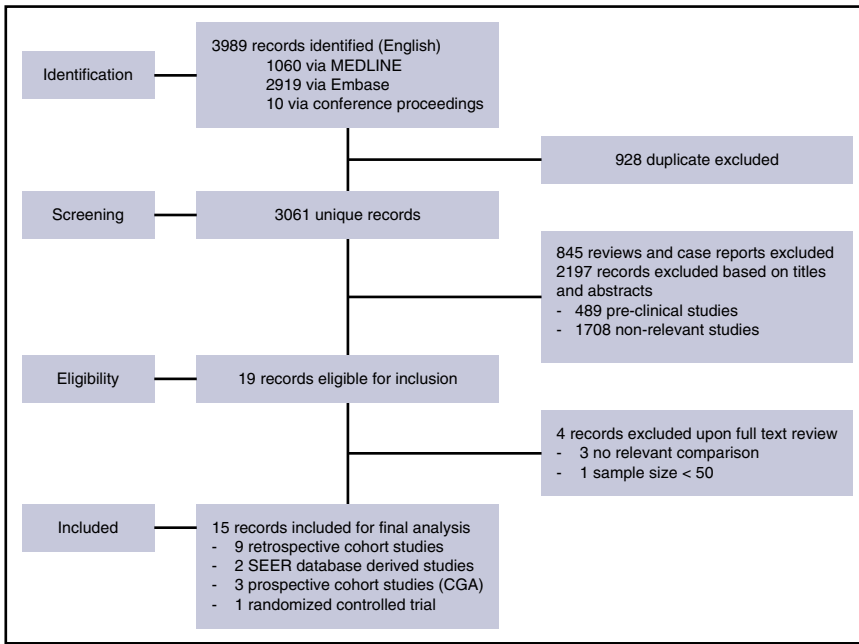 Identification
3989 records identified (English)
1060 via MEDLINE
2919 via Embase
10 via conference proceedings
928 duplicate excluded
Screening
3061 unique records
845 reviews and case reports excluded
2197 records excluded based on titles
and abstracts
- 489 pre-clinical studies
- 1708 non-relevant studies
Eligibility
19 records eligible for inclusion
4 records excluded upon full text review
- 3 no relevant comparison
- 1 sample size < 50
Included
15 records included for final analysis
- 9 retrospective cohort studies
- 2 SEER database derived studies
- 3 prospective cohort studies (CGA)
- 1 randomized controlled trial